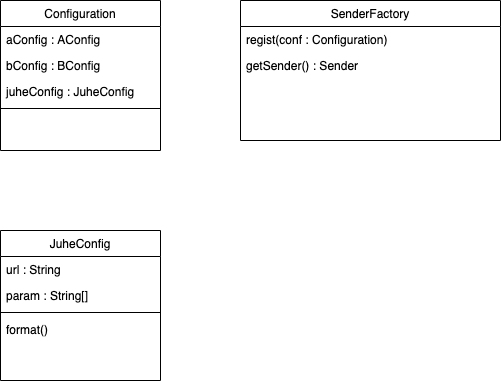 Configuration
aConfig : AConfig
bConfig : BConfig
juheConfig : JuheConfig
SenderFactory
regist(conf : Configuration)
getSender() : Sender
JuheConfig
url : String
param : String[]
format()